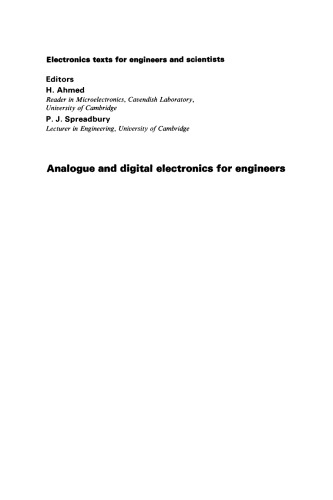 Electronics texts for engineers and scientists
Editors
H. Ahmed
Reader in Microelectronics, Cavendish Laboratory,
University of Cambridge
P. J. Spreadbury
Lecturer in Engineering, University of Cambridge
Analogue and digital electronics for engineers